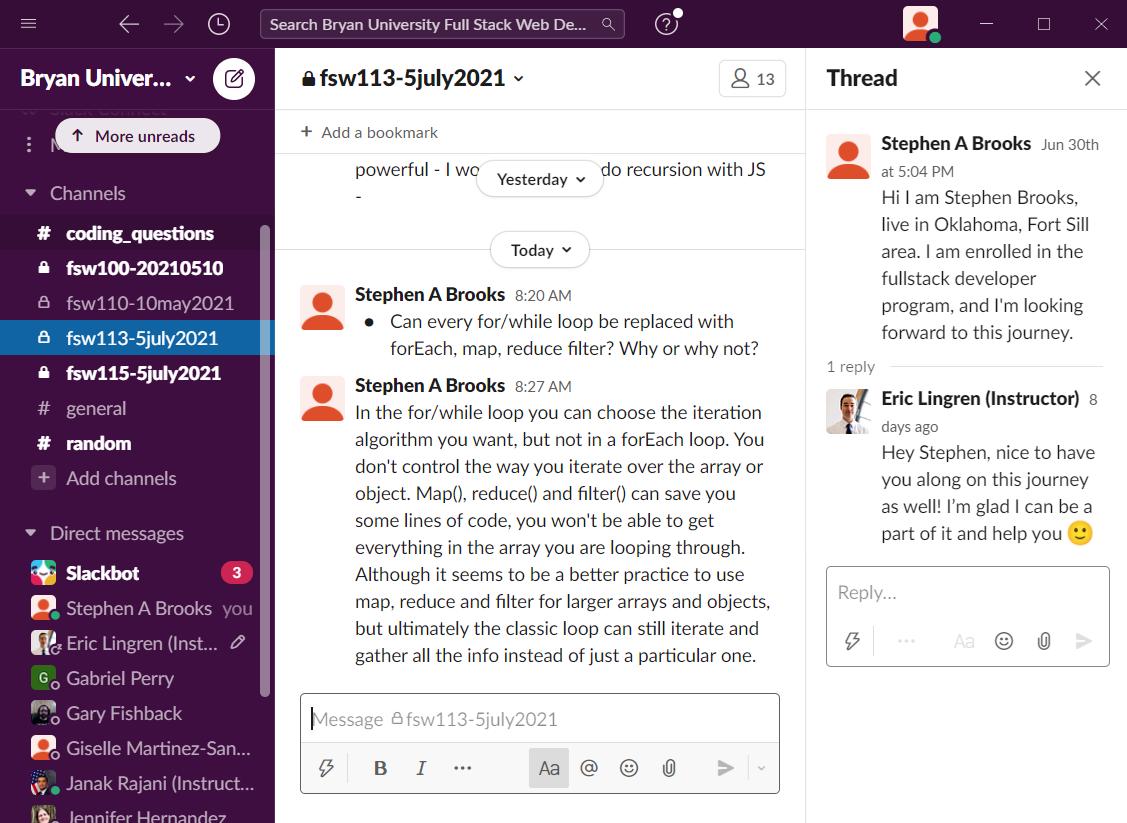 Search Bryan University Full Stack Web De...
Bryan Univer...
More unreads
Channels
# coding_questions
fsw100-20210510
fsw110-10may2021
fsw113-5july2021
fsw115-5july2021
# general
# random
+ Add channels
Direct messages
Slackbot 3
Stephen A Brooks you
Eric Lingren (Inst...
G Gabriel Perry
Gary Fishback
Giselle Martinez-San...
Janak Rajani (Instruct...
Jennifer Hernandez
fsw113-5july2021
13
+ Add a bookmark
powerful - I wo
do recursion with JS
-
Yesterday
Today
Stephen A Brooks 8:20 AM
• Can every for/while loop be replaced with
forEach, map, reduce filter? Why or why not?
Stephen A Brooks 8:27 AM
In the for/while loop you can choose the iteration
algorithm you want, but not in a forEach loop. You
don't control the way you iterate over the array or
object. Map(), reduce() and filter() can save you
some lines of code, you won't be able to get
everything in the array you are looping through.
Although it seems to be a better practice to use
map, reduce and filter for larger arrays and objects,
but ultimately the classic loop can still iterate and
gather all the info instead of just a particular one.
Message fsw113-5july2021
B I ... Aa @
Thread
Stephen A Brooks Jun 30th
at 5:04 PM
Hi I am Stephen Brooks,
live in Oklahoma, Fort Sill
area. I am enrolled in the
fullstack developer
program, and I'm looking
forward to this journey.
1 reply
Eric Lingren (Instructor) 8
days ago
Hey Stephen, nice to have
you along on this journey
as well! I’m glad I can be a
part of it and help you 🙂
Reply...
... Aa